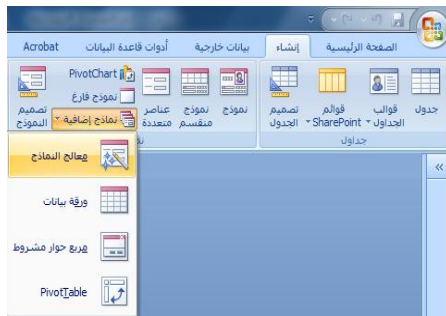 الصفحة الرئيسية إنشاء بيانات خارجية أدوات قاعدة البيانات Acrobat
جدول
قوالب الجداول
قوائم SharePoint
تصميم الجدول
جداول
نموذج
نموذج منقسم
عناصر متعددة
PivotChart
نموذج فارغ
نماذج إضافية
تصميم النموذج
معالج النماذج
ورقة بيانات
مربع حوار مشروط
PivotTable